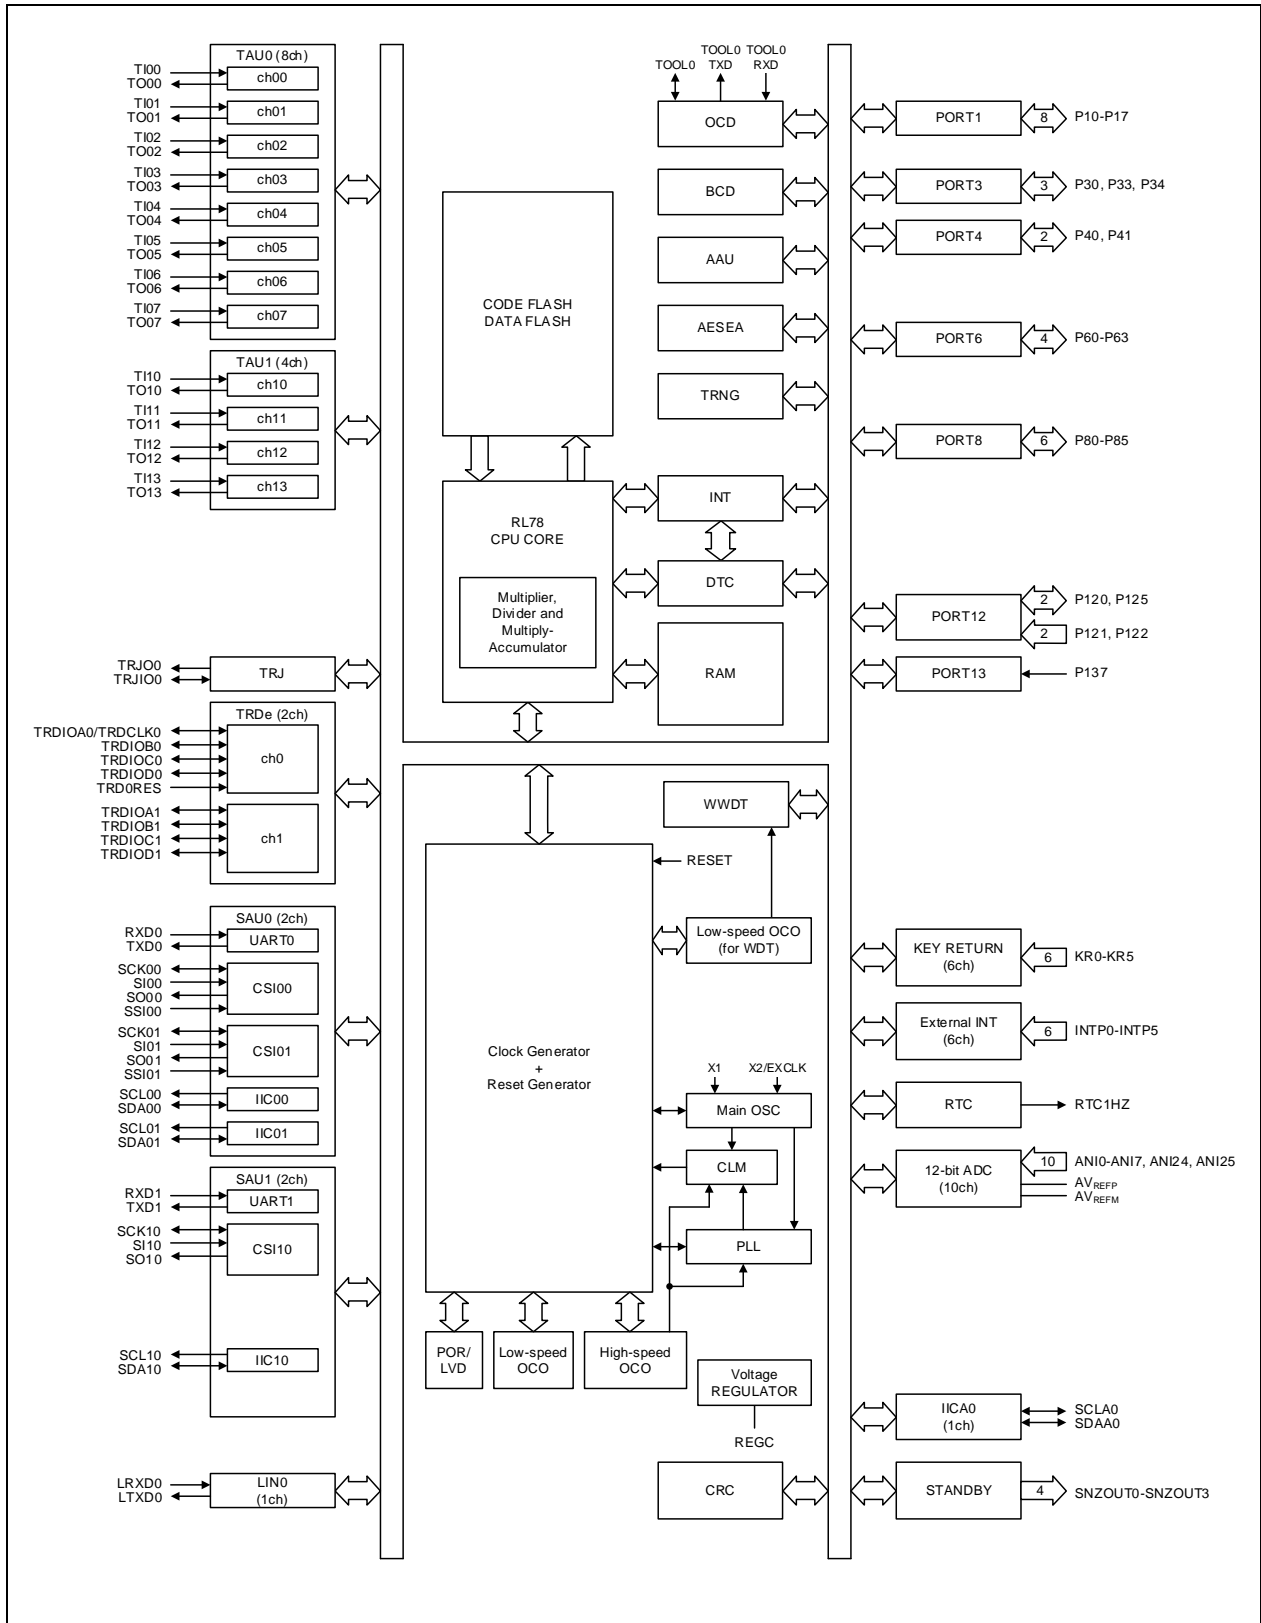 TAU0 (8ch)
TI00
TO00
ch00
TI01
TO01
ch01
TI02
TO02
ch02
TI03
TO03
ch03
TI04
TO04
ch04
TI05
TO05
ch05
TI06
TO06
ch06
TI07
TO07
ch07
TAU1 (4ch)
TI10
TO10
ch10
TI11
TO11
ch11
TI12
TO12
ch12
TI13
TO13
ch13
TRJO0
TRJIO0
TRJ
TRDe (2ch)
TRDIOA0/TRDCLK0
TRDIOB0
TRDIOC0
TRDIOD0
TRD0RES
ch0
TRDIOA1
TRDIOB1
TRDIOC1
TRDIOD1
ch1
SAU0 (2ch)
RXD0
TXD0
UART0
SCK00
SI00
SO00
SSI00
CSI00
SCK01
SI01
SO01
SSI01
CSI01
SCL00
SDA00
IIC00
SCL01
SDA01
IIC01
SAU1 (2ch)
RXD1
TXD1
UART1
SCK10
SI10
SO10
CSI10
SCL10
SDA10
IIC10
LRXD0
LTXD0
LIN0
(1ch)
CODE FLASH
DATA FLASH
RL78
CPU CORE
Multiplier,
Divider and
Multiply-
Accumulator
TOOL0
TOOL0
TXD
TOOL0
RXD
OCD
BCD
AAU
AESEA
TRNG
INT
DTC
RAM
WWDT
RESET
Low-speed OCO
(for WDT)
Clock Generator
+
Reset Generator
X1
X2/EXCLK
Main OSC
CLM
PLL
POR/
LVD
Low-speed
OCO
High-speed
OCO
Voltage
REGULATOR
REGC
CRC
PORT1
8
P10-P17
PORT3
3
P30, P33, P34
PORT4
2
P40, P41
PORT6
4
P60-P63
PORT8
6
P80-P85
PORT12
2
P120, P125
2
P121, P122
PORT13
P137
KEY RETURN
(6ch)
6
KR0-KR5
External INT
(6ch)
6
INTP0-INTP5
RTC
RTC1HZ
12-bit ADC
(10ch)
10
ANI0-ANI7, ANI24, ANI25
AVREFP
AVREFM
IICA0
(1ch)
SCLA0
SDAA0
STANDBY
4
SNZOUT0-SNZOUT3